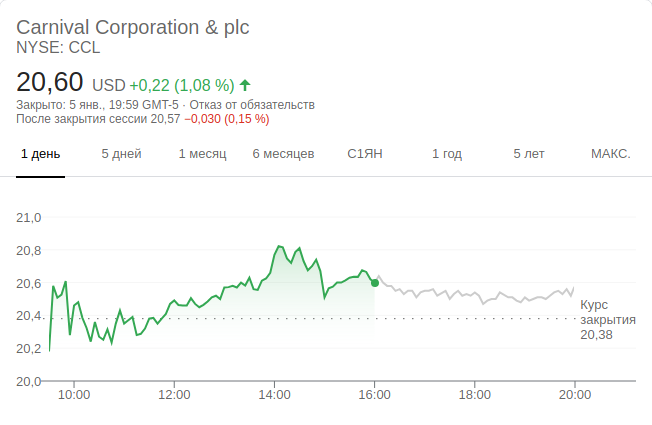 Carnival Corporation & plc
NYSE: CCL
20,60 USD +0,22 (1,08 %)
Закрыто: 5 янв., 19:59 GMT-5 · Отказ от обязательств
После закрытия сессии 20,57 −0,030 (0,15 %)
1 день 5 дней 1 месяц 6 месяцев С1ЯН 1 год 5 лет МАКС.
21,0
20,8
20,6
20,4
20,2
20,0
Курс
закрытия
20,38
10:00 12:00 14:00 16:00 18:00 20:00